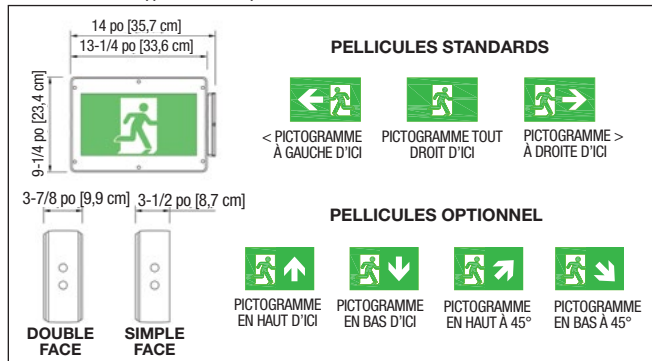 14 po [35,7 cm]
13-1/4 po [33,6 cm]
9-1/4 po [23,4 cm]
3-7/8 po [9,9 cm]
3-1/2 po [8,7 cm]
DOUBLE
FACE
SIMPLE
FACE
PELLICULES STANDARDS
< PICTOGRAMME
À GAUCHE D'ICI
PICTOGRAMME TOUT
DROIT D'ICI
PICTOGRAMME >
À DROITE D'ICI
PELLICULES OPTIONNEL
PICTOGRAMME
EN HAUT D'ICI
PICTOGRAMME
EN BAS D'ICI
PICTOGRAMME
EN HAUT À 45°
PICTOGRAMME
EN BAS À 45°